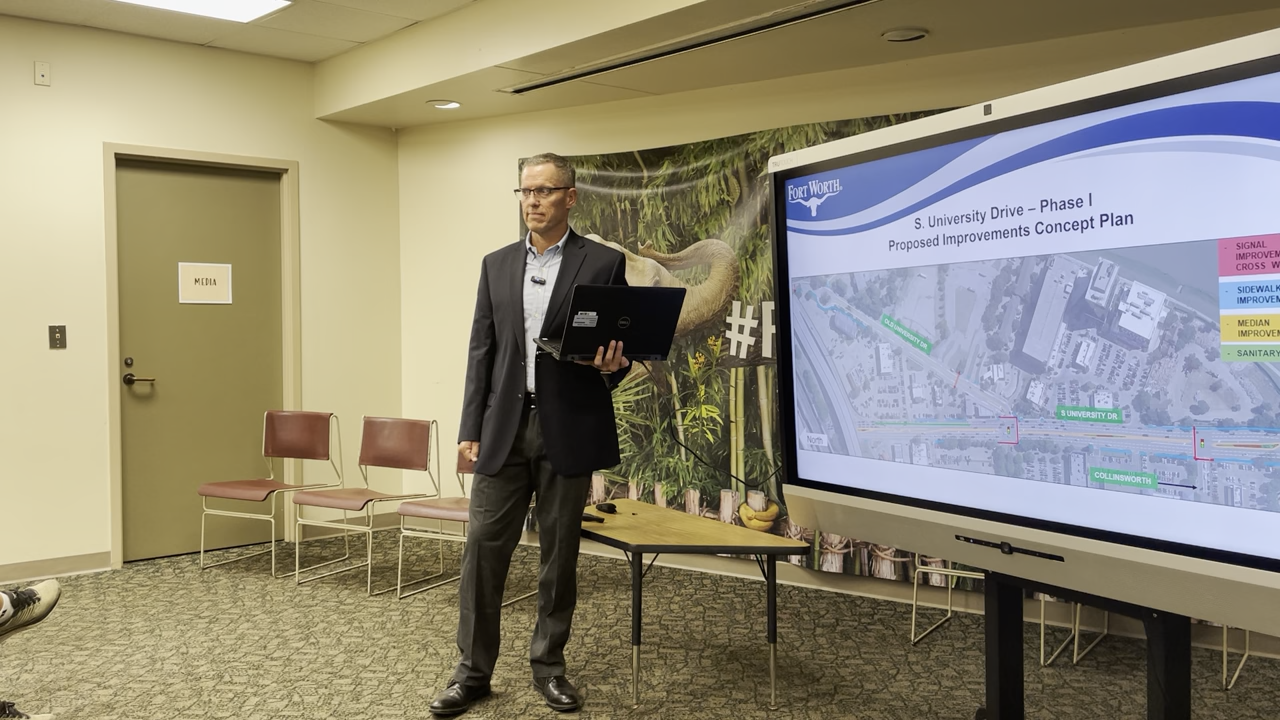 MEDIA
DELL
#F
FORT WORTH®
S. University Drive – Phase I
Proposed Improvements Concept Plan
OLD UNIVERSITY DR.
S UNIVERSITY DR.
COLLINSWORTH
North
SIGNAL
IMPROVEM
CROSS W
SIDEWALK
IMPROVEM
MEDIAN
IMPROVEM
SANITARY